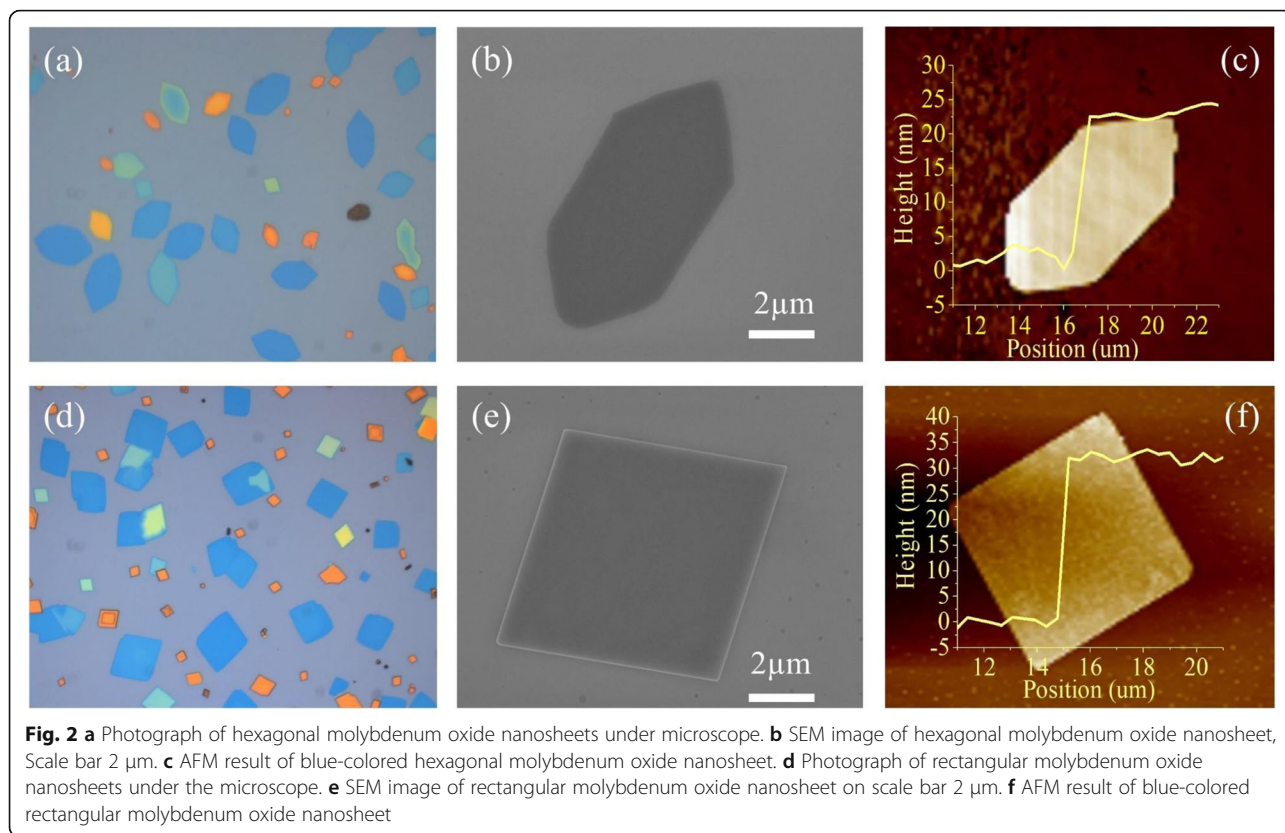 (a)
(b)
2µm
(c)
30
25
20
15
10
5
0
-5
Height (nm)
12 14 16 18 20 22
Position (um)
(d)
(e)
2µm
(f)
40
35
30
25
20
15
10
5
0
-5
Height (nm)
12 14 16 18 20
Position (um)
Fig. 2 a Photograph of hexagonal molybdenum oxide nanosheets under microscope. b SEM image of hexagonal molybdenum oxide nanosheet,
Scale bar 2 µm. c AFM result of blue-colored hexagonal molybdenum oxide nanosheet. d Photograph of rectangular molybdenum oxide
nanosheets under the microscope. e SEM image of rectangular molybdenum oxide nanosheet on scale bar 2 µm. f AFM result of blue-colored
rectangular molybdenum oxide nanosheet